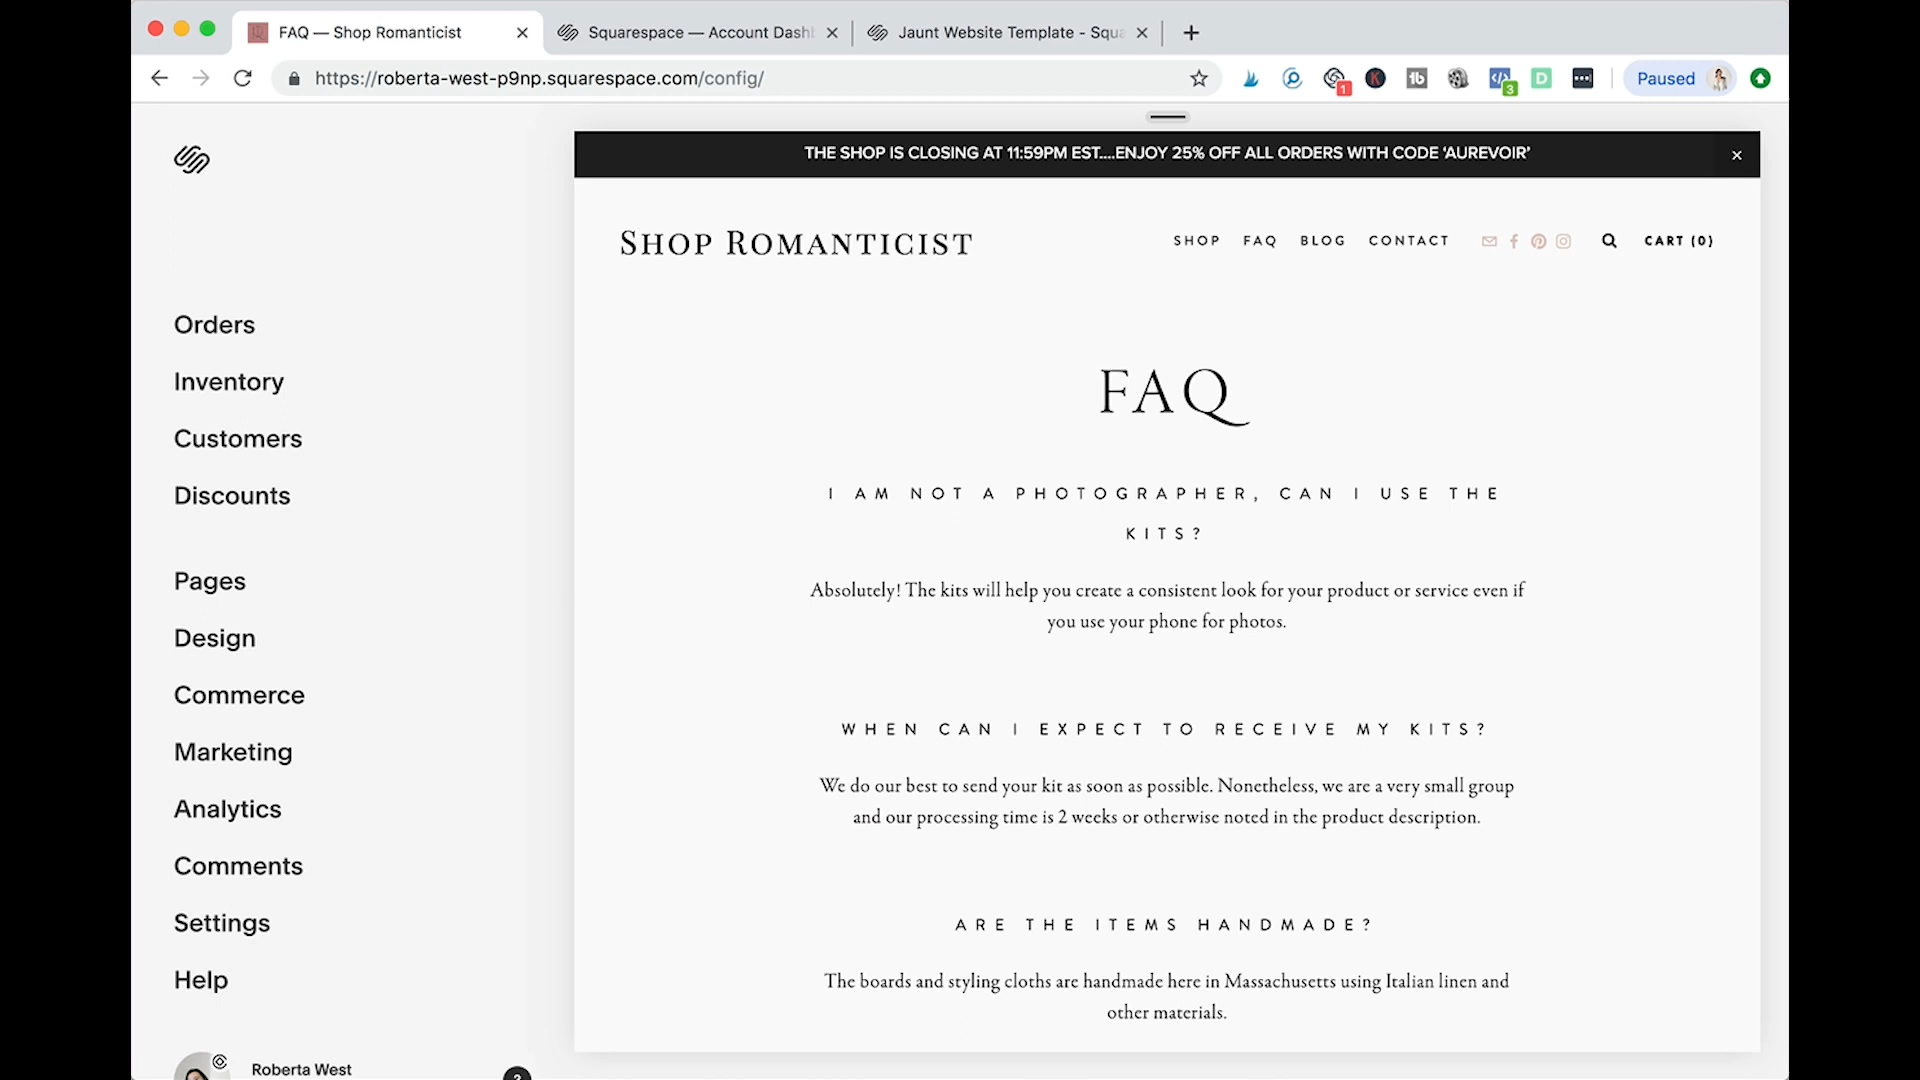 FAQ — Shop Romanticist
Squarespace — Account Dash
Jaunt Website Template - Squa
https://roberta-west-p9np.squarespace.com/config/
1
K
tb
3
D
Paused
THE SHOP IS CLOSING AT 11:59PM EST....ENJOY 25% OFF ALL ORDERS WITH CODE ‘AUREVOIR’
SHOP ROMANTICIST
SHOP FAQ BLOG CONTACT CART (0)
Orders
Inventory
Customers
Discounts
Pages
Design
Commerce
Marketing
Analytics
Comments
Settings
Help
Roberta West
?
FAQ
I AM NOT A PHOTOGRAPHER, CAN I USE THE
KITS?
Absolutely! The kits will help you create a consistent look for your product or service even if
you use your phone for photos.
WHEN CAN I EXPECT TO RECEIVE MY KITS?
We do our best to send your kit as soon as possible. Nonetheless, we are a very small group
and our processing time is 2 weeks or otherwise noted in the product description.
ARE THE ITEMS HANDMADE?
The boards and styling cloths are handmade here in Massachusetts using Italian linen and
other materials.